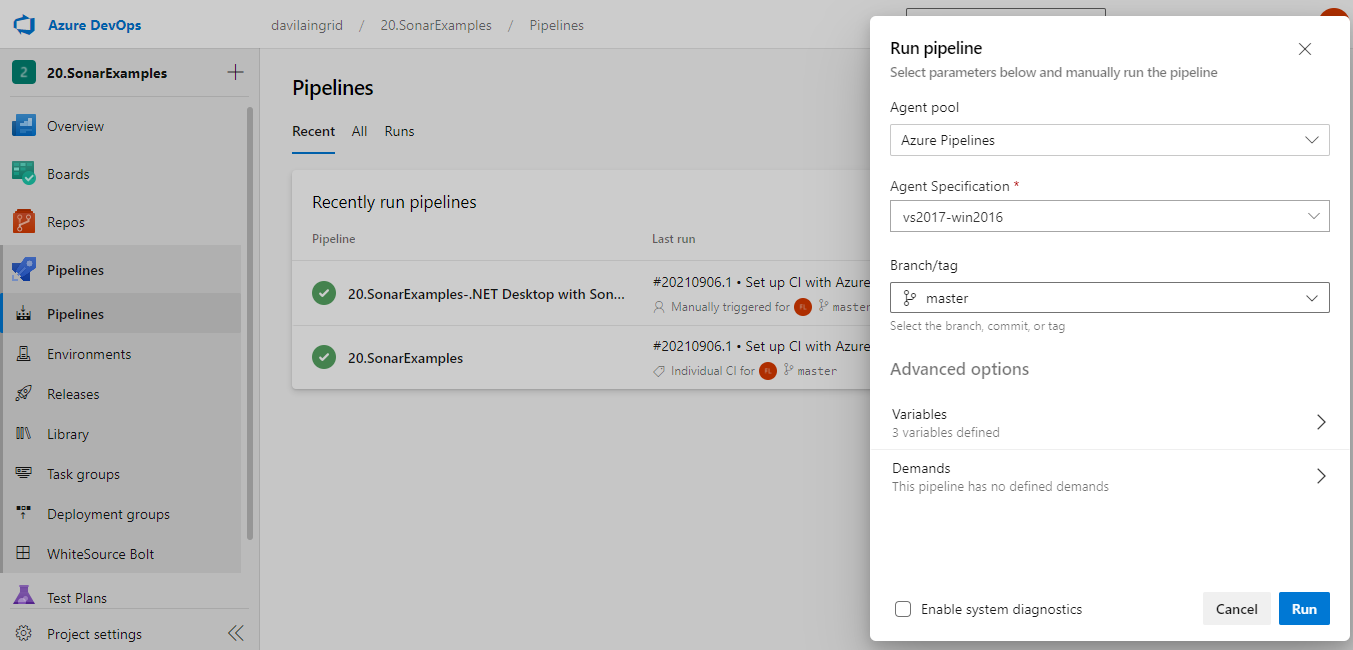 Azure DevOps
davilaingrid / 20.SonarExamples / Pipelines
2 20.SonarExamples
Overview
Boards
Repos
Pipelines
Pipelines
Environments
Releases
Library
Task groups
Deployment groups
WhiteSource Bolt
Test Plans
Project settings
Pipelines
Recent All Runs
Recently run pipelines
Pipeline Last run
20.SonarExamples-.NET Desktop with Son...
#20210906.1 • Set up CI with Azure
Manually triggered for FL master
20.SonarExamples
#20210906.1 • Set up CI with Azure
Individual CI for FL master
Run pipeline
Select parameters below and manually run the pipeline
Agent pool
Azure Pipelines
Agent Specification *
vs2017-win2016
Branch/tag
master
Select the branch, commit, or tag
Advanced options
Variables
3 variables defined
Demands
This pipeline has no defined demands
Enable system diagnostics
Cancel
Run